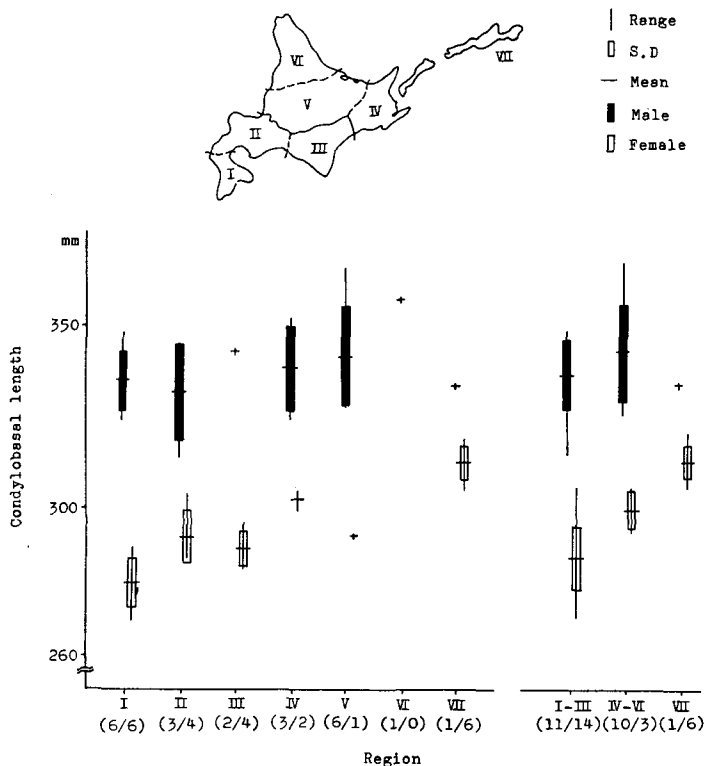 Range
S.D
Mean
Male
Female
VI
VII
V
IV
II
III
I
mm
350
300
260
Condylobasal length
I II III IV V VI VII I-III IV-VI VII
(6/6) (3/4) (2/4) (3/2) (6/1) (1/0) (1/6) (11/14) (10/3) (1/6)
Region